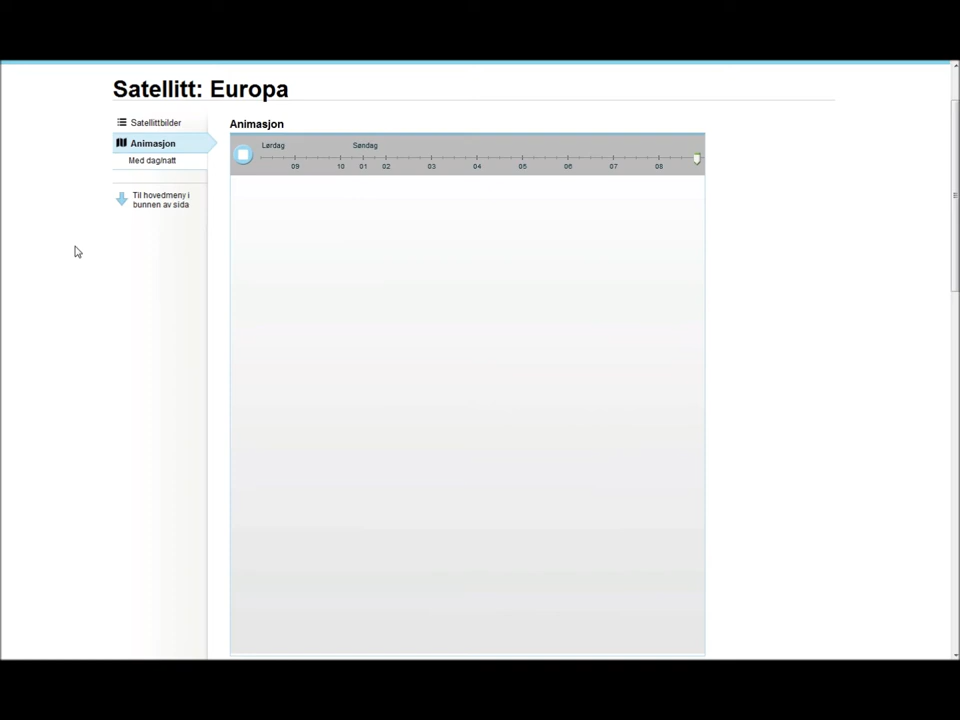 Satellitt: Europa
Satellittbilder
Animasjon
Med dag/natt
Til hovedmeny i
bunnen av sida
Animasjon
Lørdag Søndag
09 10 01 02 03 04 05 06 07 08